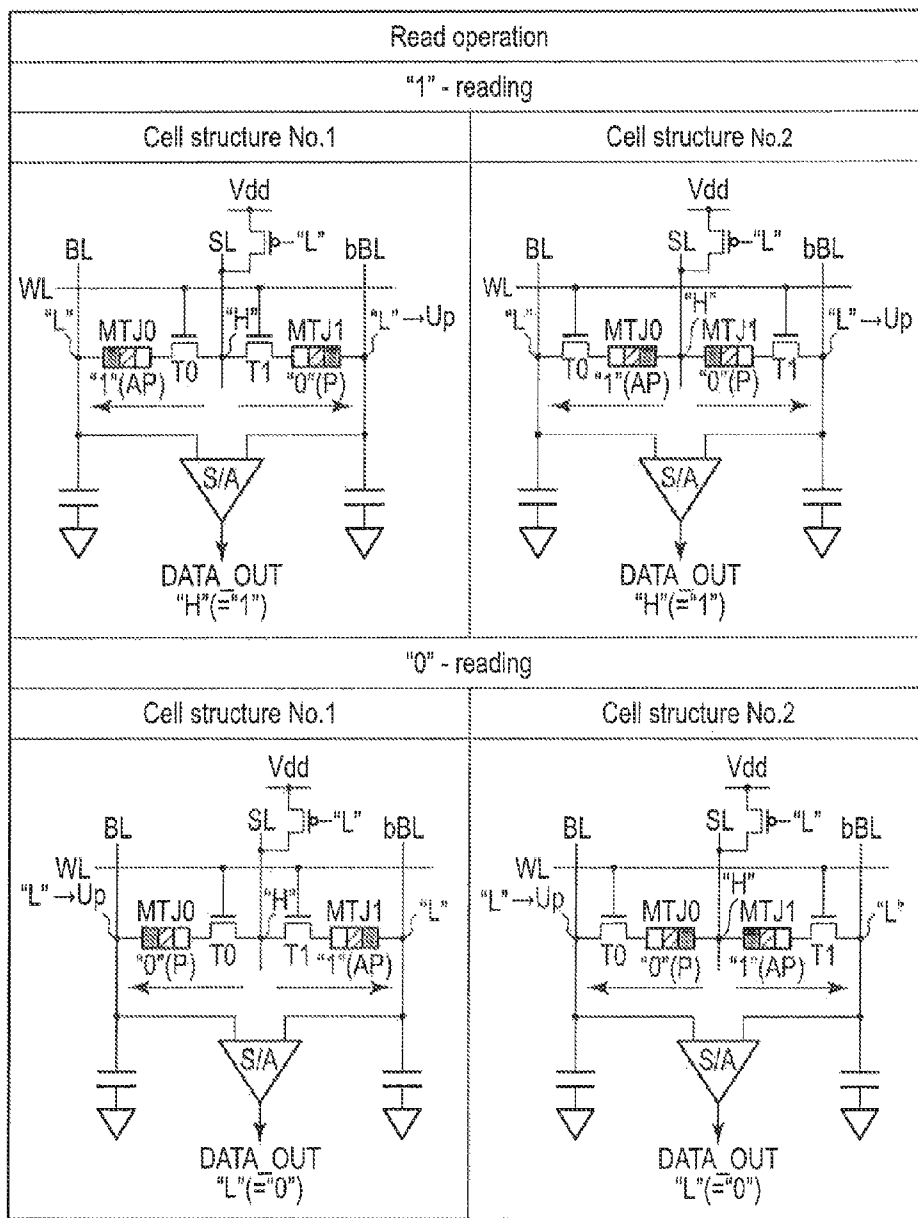 Read operation
"1" - reading
Cell structure No.1
Cell structure No.2
Vdd
BL
SL
"L"
bBL
WL
"L"
MTJ0
"H"
MTJ1
"L"→Up
"1"(AP)
T0
T1
"0"(P)
S/A
DATA_OUT
"H"(="1")
Vdd
BL
SL
"L"
bBL
WL
"L"
MTJ0
"H"
MTJ1
"L"→Up
T0
"1"(AP)
"0"(P)
T1
S/A
DATA_OUT
"H"(="1")
"0" - reading
Cell structure No.1
Cell structure No.2
Vdd
BL
SL
"L"
bBL
WL
"L"→Up
MTJ0
"H"
MTJ1
"L"
"0"(P)
T0
T1
"1"(AP)
S/A
DATA_OUT
"L"(="0")
Vdd
BL
SL
"L"
bBL
WL
"L"→Up
MTJ0
"H"
MTJ1
"L"
T0
"0"(P)
"1"(AP)
T1
S/A
DATA_OUT
"L"(="0")